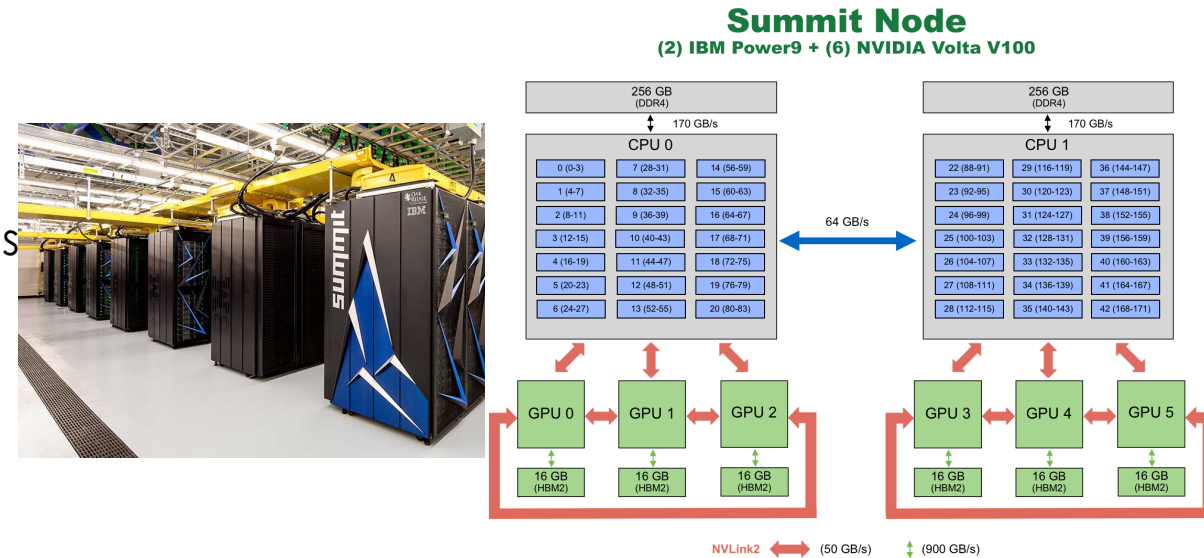 Summit Node
(2) IBM Power9 + (6) NVIDIA Volta V100
S
OAK RIDGE
IBM
summit
256 GB
(DDR4)
170 GB/s
CPU 0
0 (0-3) 7 (28-31) 14 (56-59)
1 (4-7) 8 (32-35) 15 (60-63)
2 (8-11) 9 (36-39) 16 (64-67)
3 (12-15) 10 (40-43) 17 (68-71)
4 (16-19) 11 (44-47) 18 (72-75)
5 (20-23) 12 (48-51) 19 (76-79)
6 (24-27) 13 (52-55) 20 (80-83)
64 GB/s
256 GB
(DDR4)
170 GB/s
CPU 1
22 (88-91) 29 (116-119) 36 (144-147)
23 (92-95) 30 (120-123) 37 (148-151)
24 (96-99) 31 (124-127) 38 (152-155)
25 (100-103) 32 (128-131) 39 (156-159)
26 (104-107) 33 (132-135) 40 (160-163)
27 (108-111) 34 (136-139) 41 (164-167)
28 (112-115) 35 (140-143) 42 (168-171)
GPU 0 GPU 1 GPU 2
16 GB 16 GB 16 GB
(HBM2) (HBM2) (HBM2)
GPU 3 GPU 4 GPU 5
16 GB 16 GB 16 GB
(HBM2) (HBM2) (HBM2)
NVLink2 (50 GB/s) (900 GB/s)